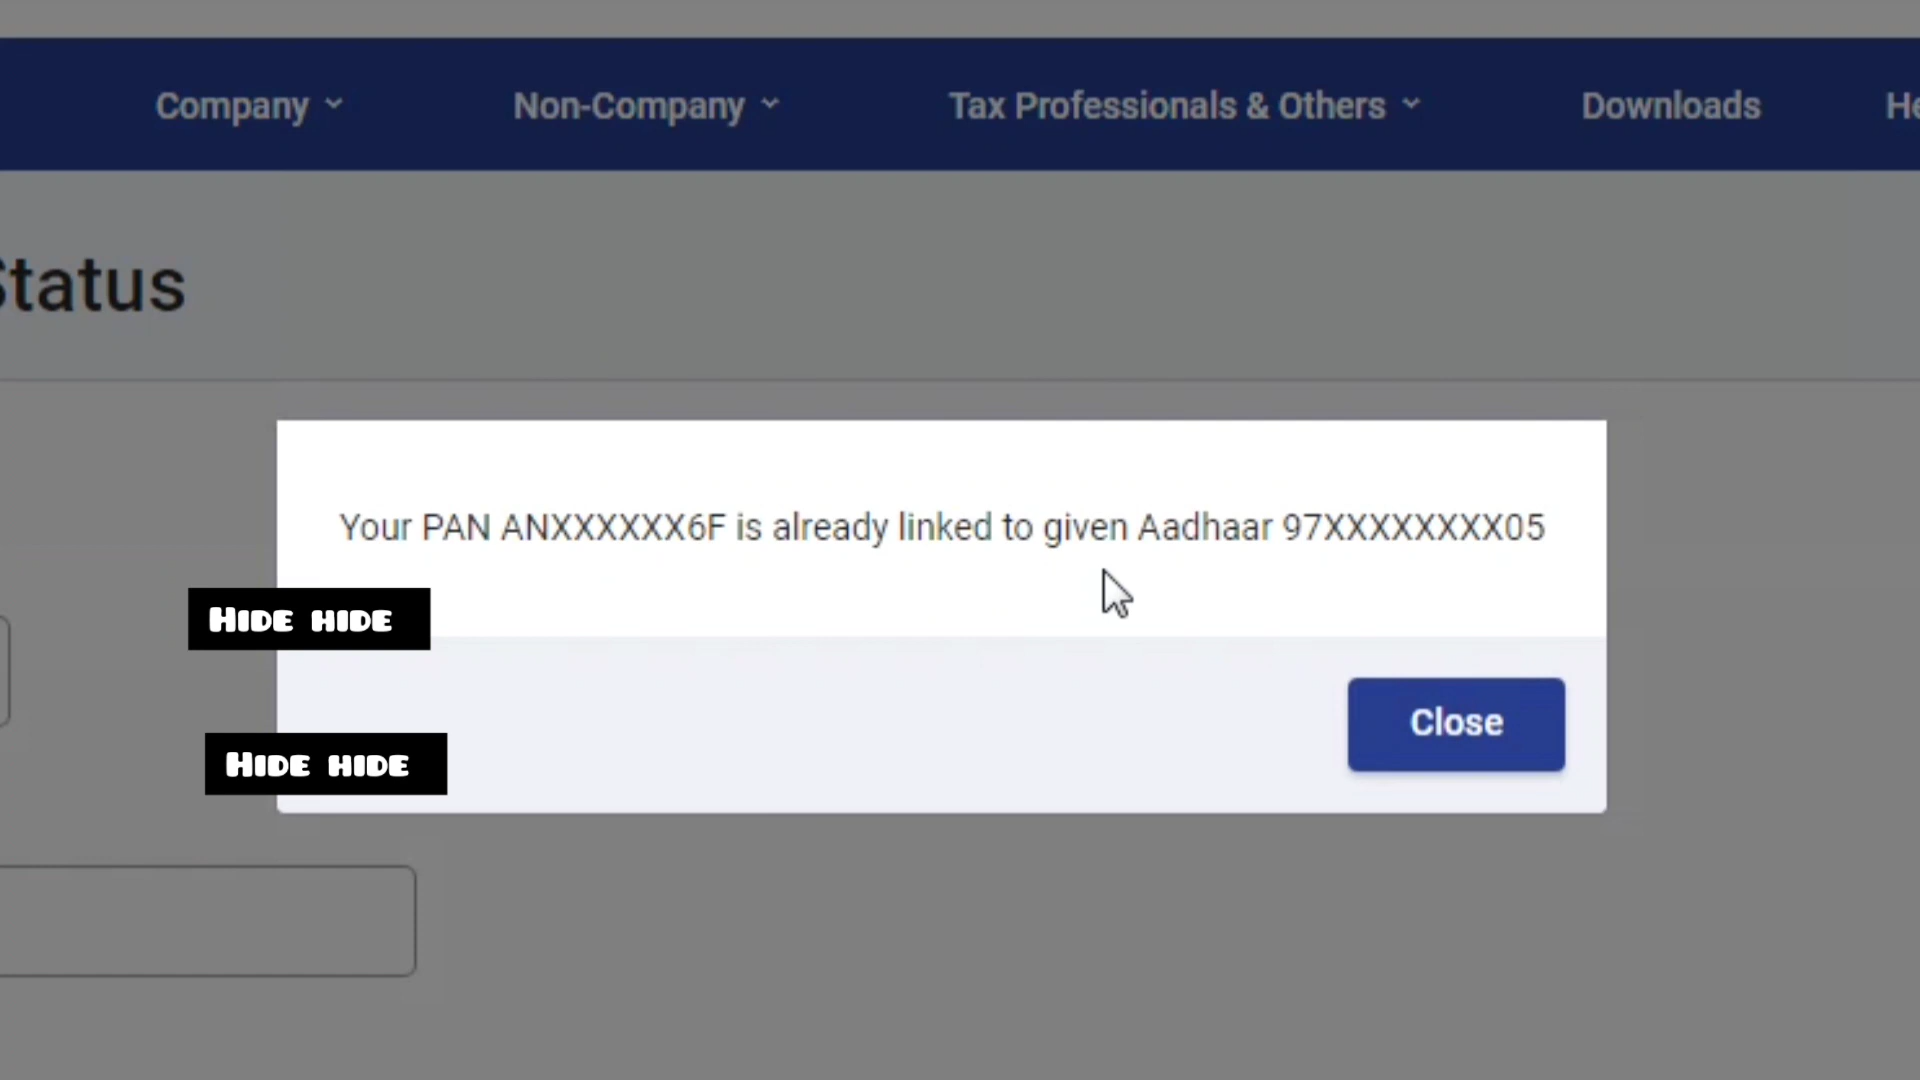 Company Non-Company Tax Professionals & Others Downloads
Status
Your PAN ANXXXXXX6F is already linked to given Aadhaar 97XXXXXXXX05
HIDE HIDE
Close
HIDE HIDE